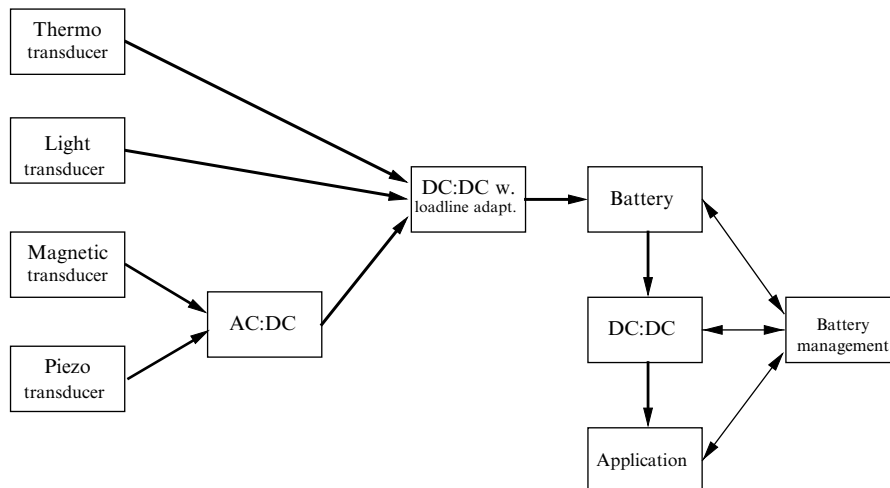 Thermo
transducer
Light
transducer
Magnetic
transducer
Piezo
transducer
AC:DC
DC:DC w.
loadline adapt.
Battery
DC:DC
Application
Battery
management